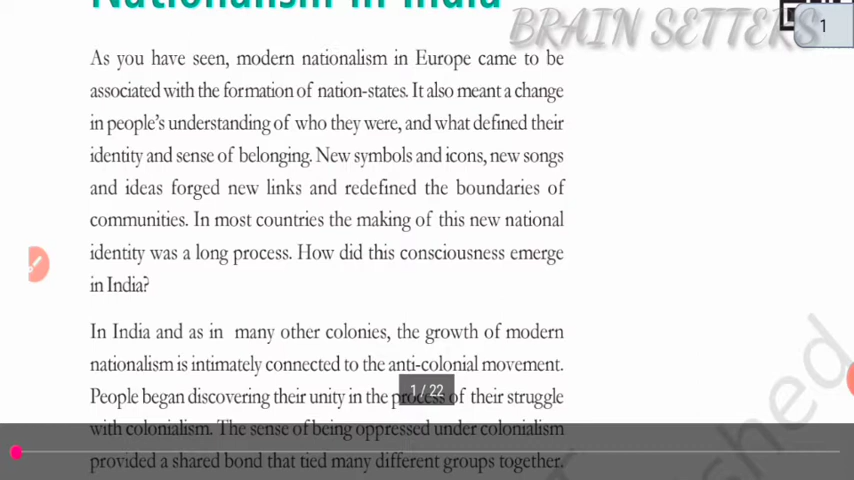 Nationalism in India
BRAIN SETTERS
1
As you have seen, modern nationalism in Europe came to be
associated with the formation of nation-states. It also meant a change
in people's understanding of who they were, and what defined their
identity and sense of belonging. New symbols and icons, new songs
and ideas forged new links and redefined the boundaries of
communities. In most countries the making of this new national
identity was a long process. How did this consciousness emerge
in India?
In India and as in many other colonies, the growth of modern
nationalism is intimately connected to the anti-colonial movement.
People began discovering their unity in the process of their struggle
1 / 22
with colonialism. The sense of being oppressed under colonialism
provided a shared bond that tied many different groups together.